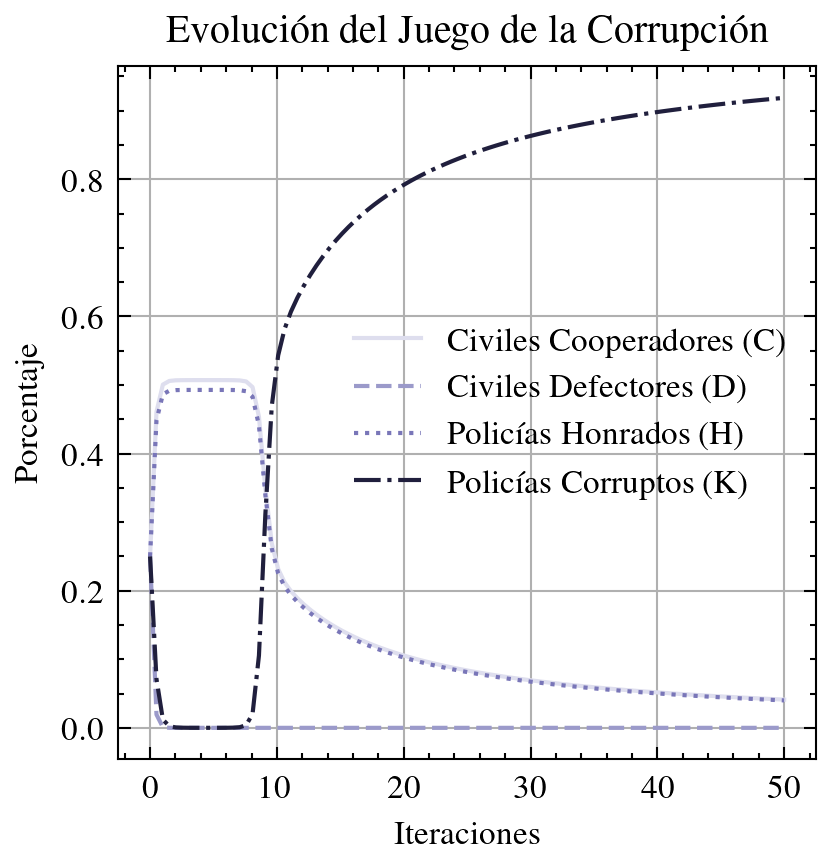 Evolución del Juego de la Corrupción
Porcentaje
0.8
0.6
0.4
0.2
0.0
Civiles Cooperadores (C)
Civiles Defectores (D)
Policías Honrados (H)
Policías Corruptos (K)
0 10 20 30 40 50
Iteraciones